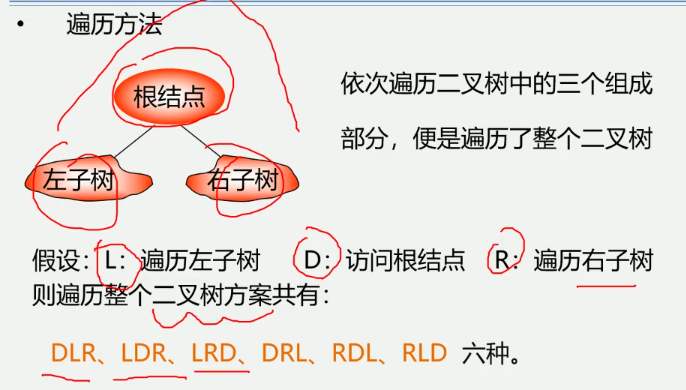 • 遍历方法
根结点
左子树 右子树
依次遍历二叉树中的三个组成
部分，便是遍历了整个二叉树
假设：L：遍历左子树 D：访问根结点 R：遍历右子树
则遍历整个二叉树方案共有：
DLR、LDR、LRD、DRL、RDL、RLD 六种。